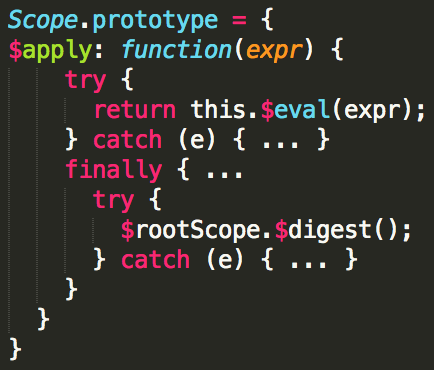 Scope.prototype = {
$apply: function(expr) {
    try {
      return this.$eval(expr);
    } catch (e) { ... }
    finally { ...
      try {
        $rootScope.$digest();
      } catch (e) { ... }
    }
  }
}